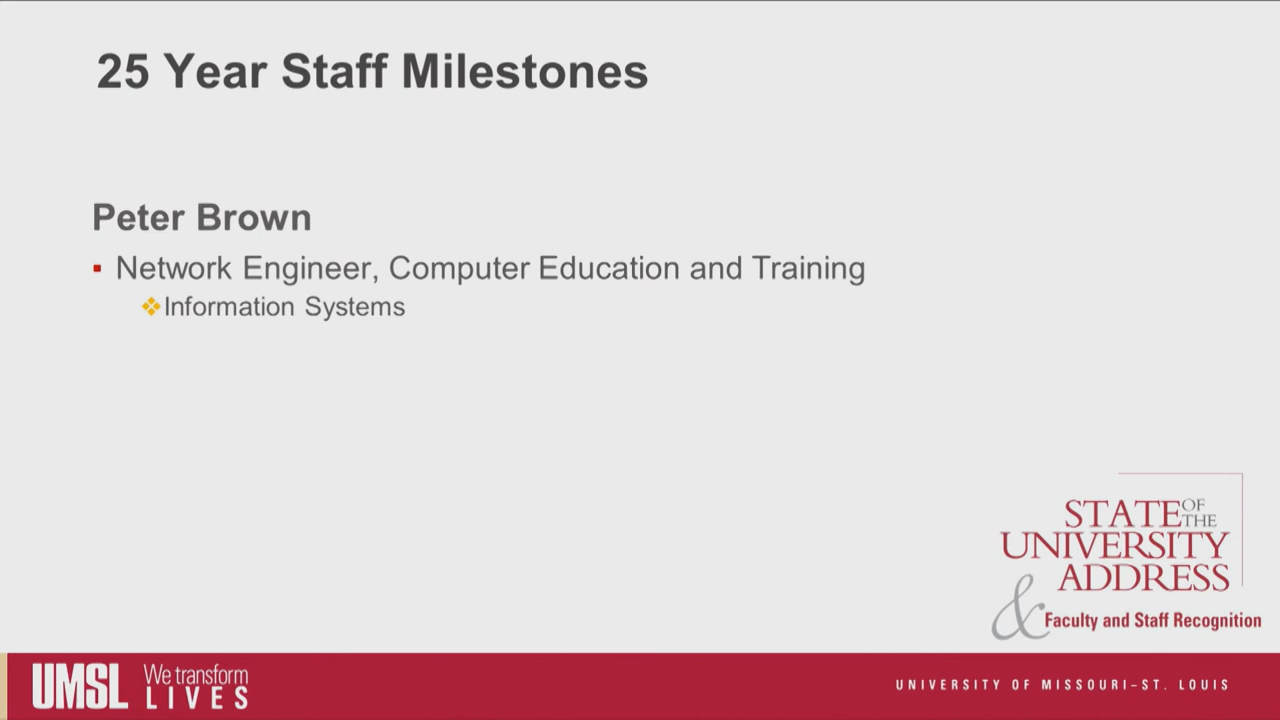 25 Year Staff Milestones
Peter Brown
▪ Network Engineer, Computer Education and Training
❖Information Systems
STATE OF THE
UNIVERSITY
ADDRESS
& Faculty and Staff Recognition
UMSL We transform LIVES
UNIVERSITY OF MISSOURI–ST. LOUIS